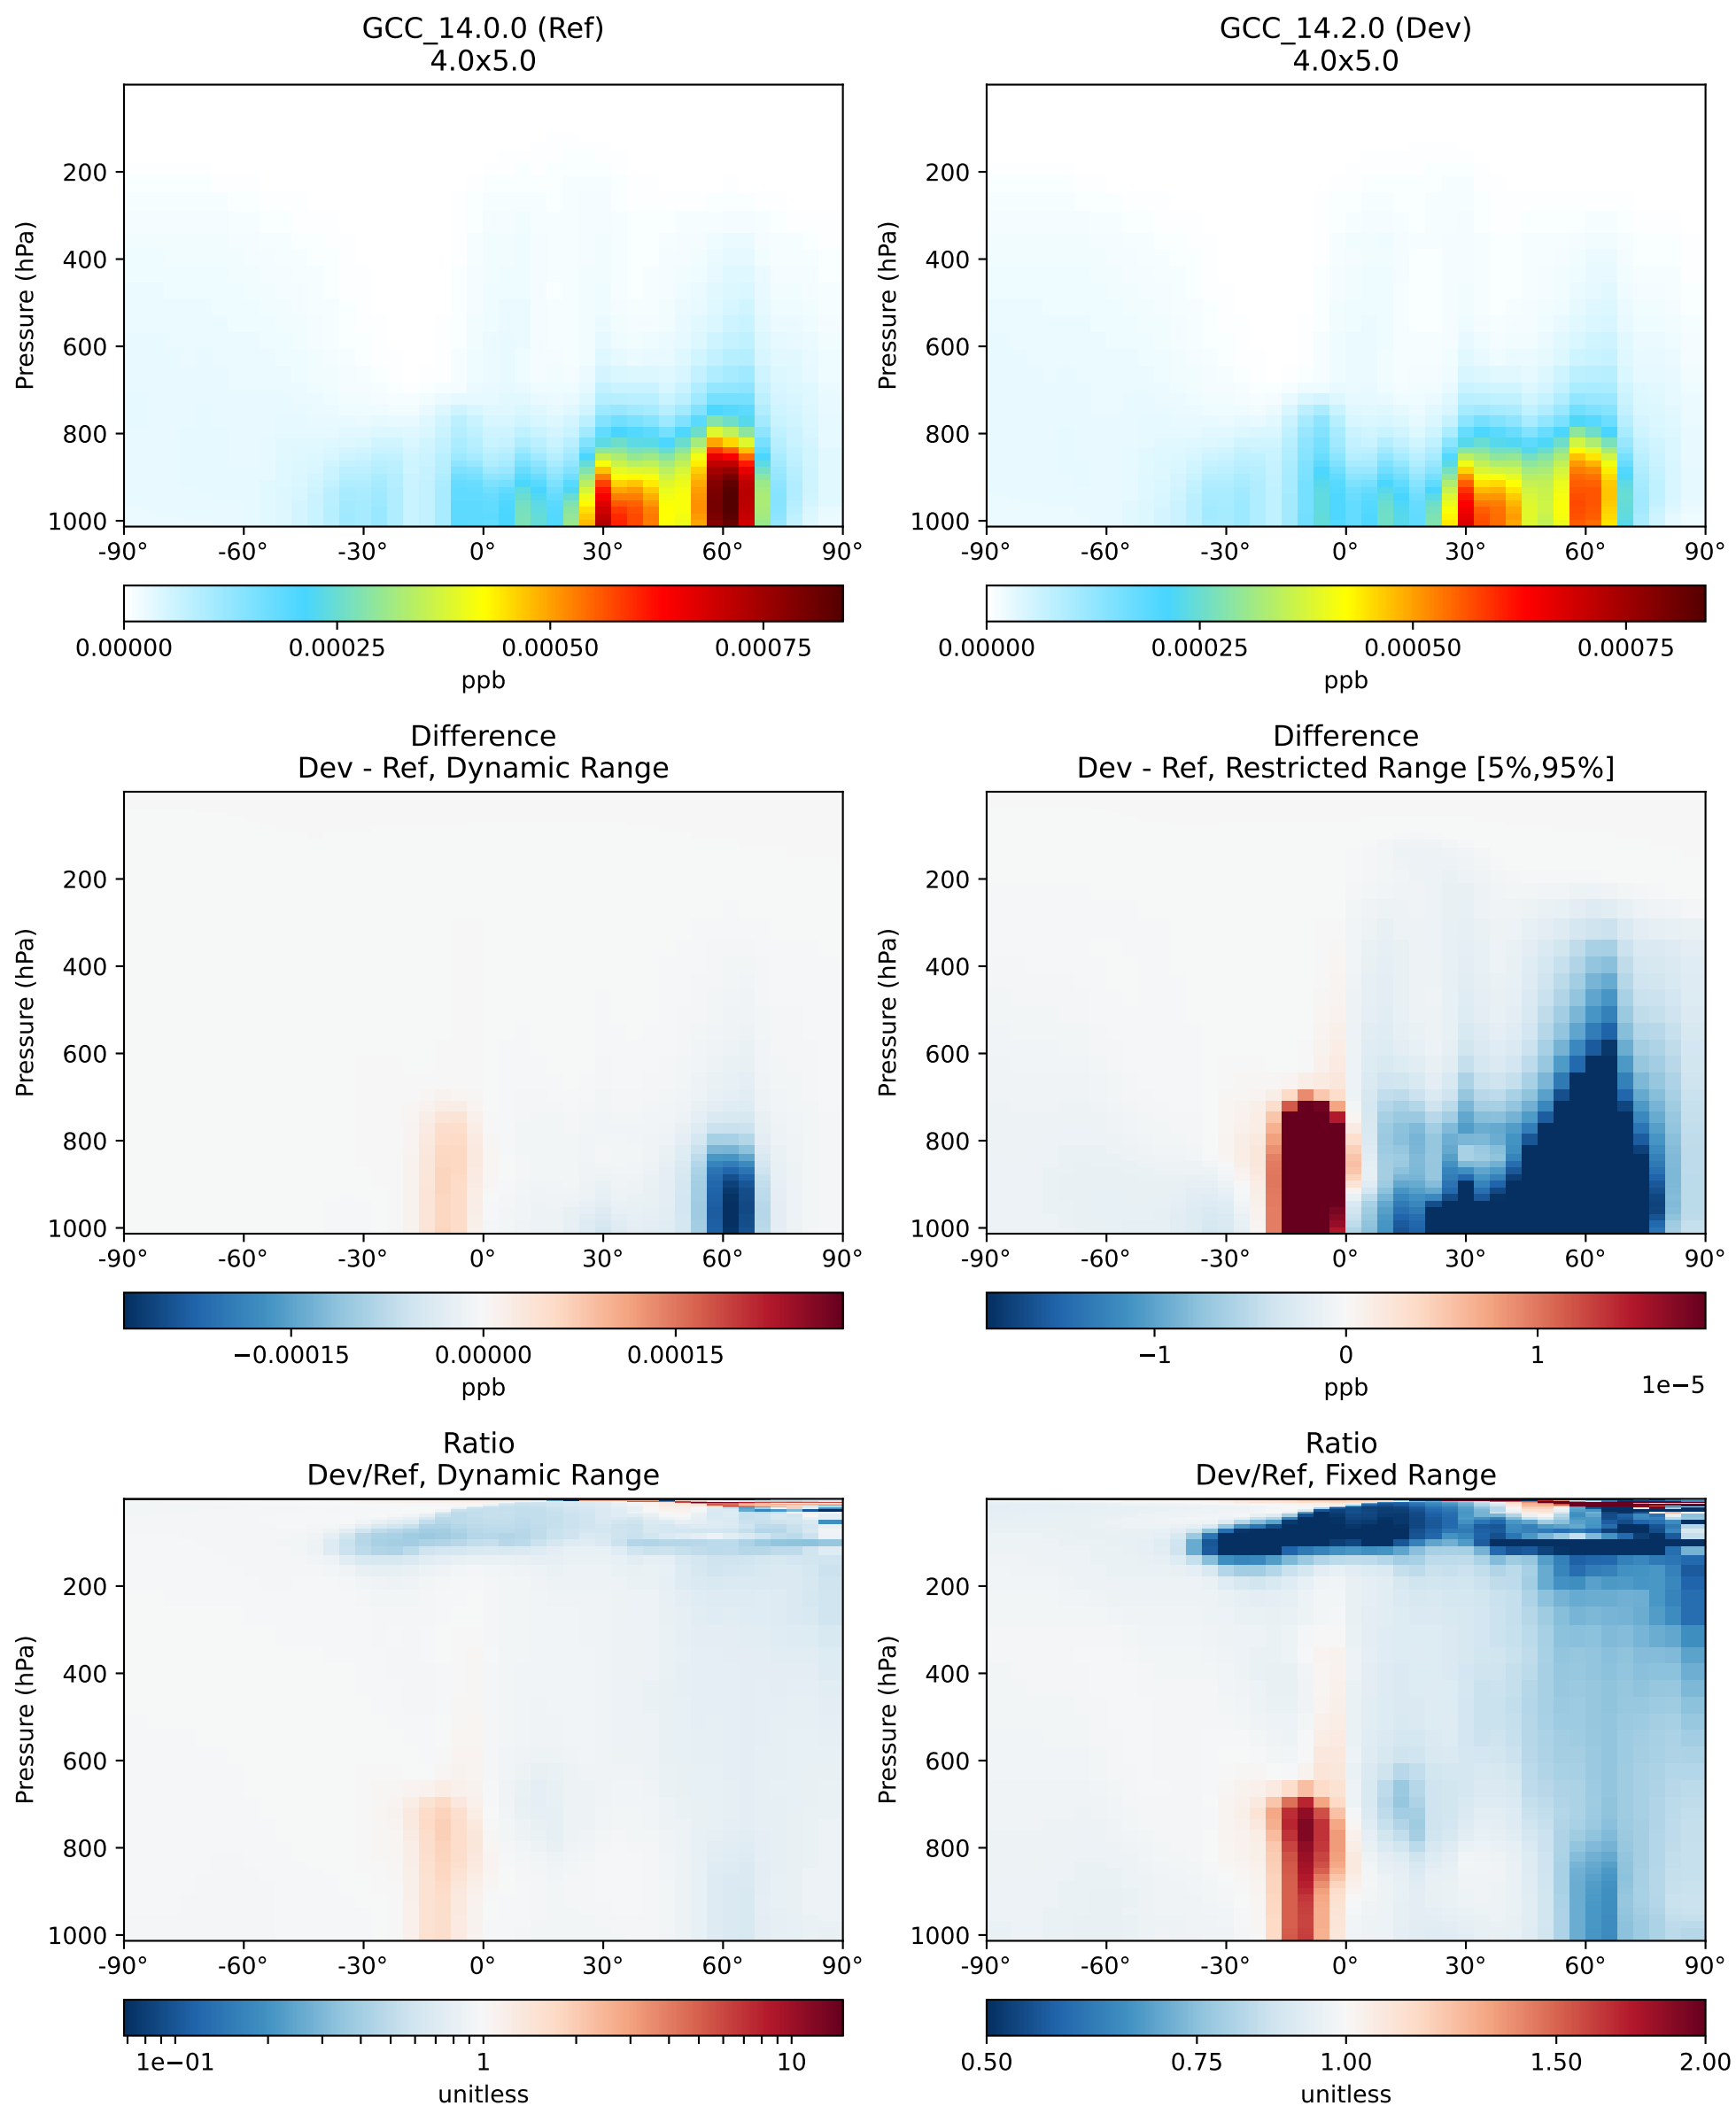 GCC_14.0.0 (Ref)
4.0x5.0
Pressure (hPa)
200
400
600
800
1000
-90° -60° -30° 0° 30° 60° 90°
0.00000 0.00025 0.00050 0.00075
ppb
GCC_14.2.0 (Dev)
4.0x5.0
Pressure (hPa)
200
400
600
800
1000
-90° -60° -30° 0° 30° 60° 90°
0.00000 0.00025 0.00050 0.00075
ppb
Difference
Dev - Ref, Dynamic Range
Pressure (hPa)
200
400
600
800
1000
-90° -60° -30° 0° 30° 60° 90°
−0.00015 0.00000 0.00015
ppb
Difference
Dev - Ref, Restricted Range [5%,95%]
Pressure (hPa)
200
400
600
800
1000
-90° -60° -30° 0° 30° 60° 90°
−1 0 1
1e−5
ppb
Ratio
Dev/Ref, Dynamic Range
Pressure (hPa)
200
400
600
800
1000
-90° -60° -30° 0° 30° 60° 90°
1e−01 1 10
unitless
Ratio
Dev/Ref, Fixed Range
Pressure (hPa)
200
400
600
800
1000
-90° -60° -30° 0° 30° 60° 90°
0.50 0.75 1.00 1.50 2.00
unitless